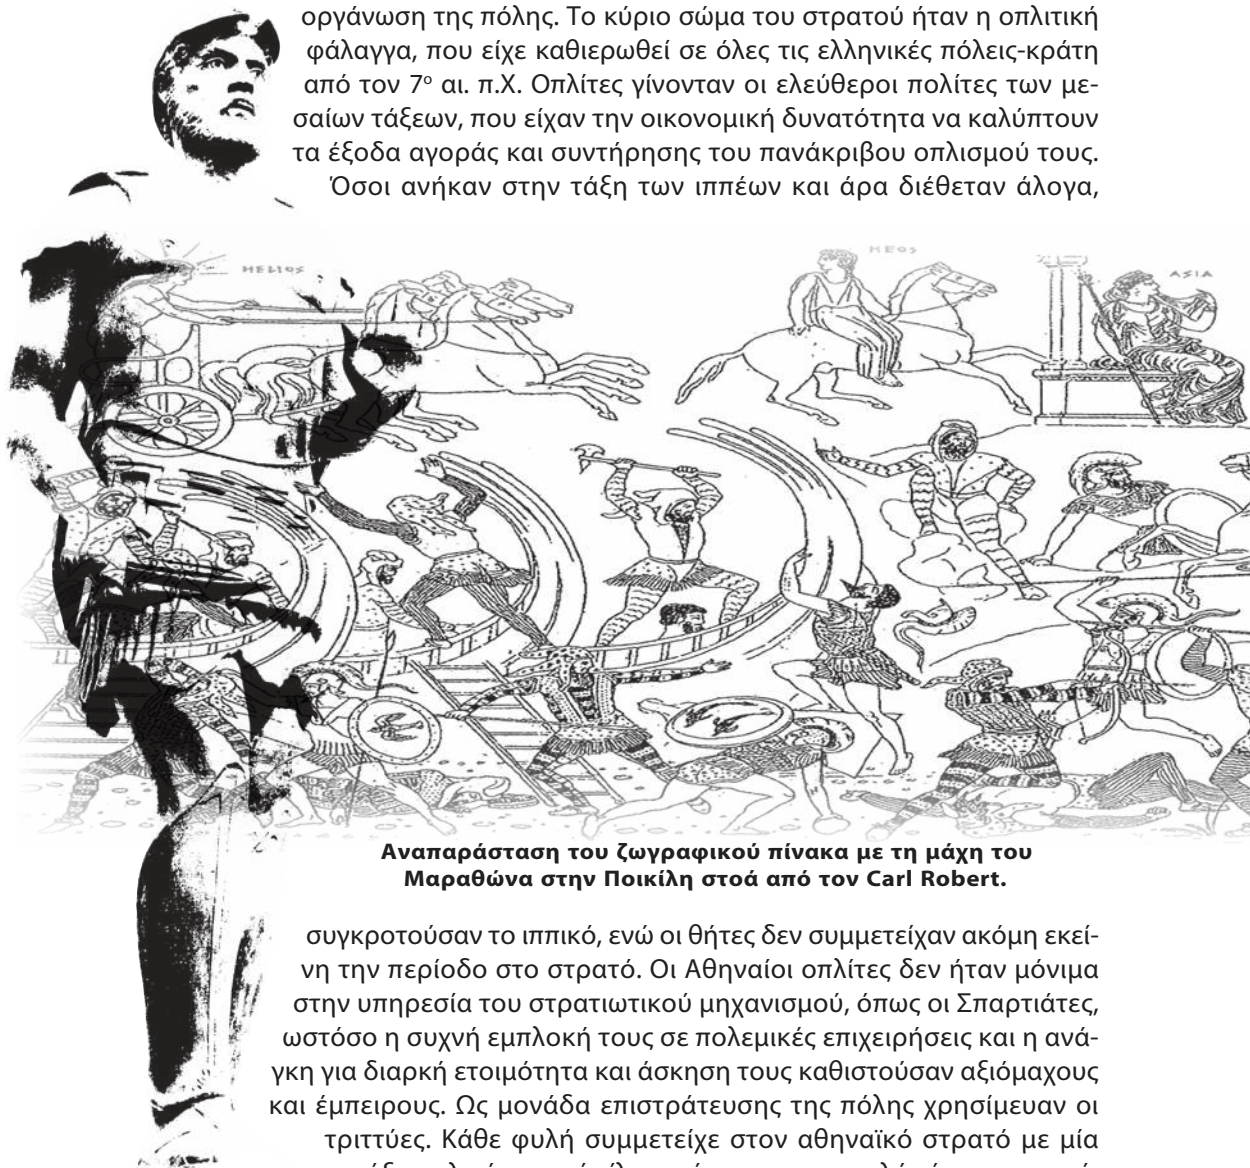 οργάνωση της πόλης. Το κύριο σώμα του στρατού ήταν η οπλιτική
φάλαγγα, που είχε καθιερωθεί σε όλες τις ελληνικές πόλεις-κράτη
από τον 7ο αι. π.Χ. Οπλίτες γίνονταν οι ελεύθεροι πολίτες των με-
σαίων τάξεων, που είχαν την οικονομική δυνατότητα να καλύπτουν
τα έξοδα αγοράς και συντήρησης του πανάκριβου οπλισμού τους.
Όσοι ανήκαν στην τάξη των ιππέων και άρα διέθεταν άλογα,
HELIOS
HEOS
ASIA
Αναπαράσταση του ζωγραφικού πίνακα με τη μάχη του
Μαραθώνα στην Ποικίλη στοά από τον Carl Robert.
συγκροτούσαν το ιππικό, ενώ οι θήτες δεν συμμετείχαν ακόμη εκεί-
νη την περίοδο στο στρατό. Οι Αθηναίοι οπλίτες δεν ήταν μόνιμα
στην υπηρεσία του στρατιωτικού μηχανισμού, όπως οι Σπαρτιάτες,
ωστόσο η συχνή εμπλοκή τους σε πολεμικές επιχειρήσεις και η ανά-
γκη για διαρκή ετοιμότητα και άσκηση τους καθιστούσαν αξιόμαχους
και έμπειρους. Ως μονάδα επιστράτευσης της πόλης χρησίμευαν οι
τριττύες. Κάθε φυλή συμμετείχε στον αθηναϊκό στρατό με μία